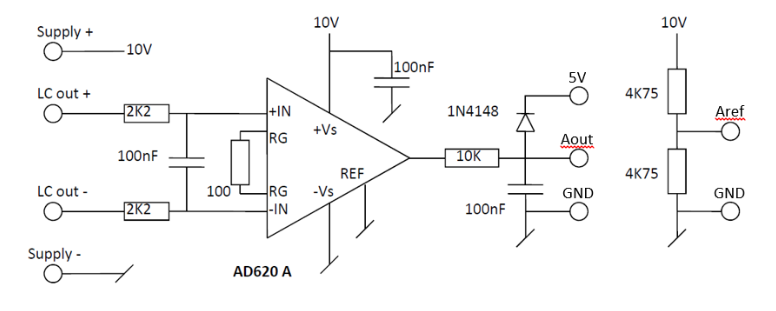 Supply +
10V
LC out +
2K2
100nF
LC out -
2K2
Supply -
100
+IN
RG
RG
-IN
+Vs
-Vs
REF
AD620 A
10V
100nF
10K
1N4148
5V
Aout
100nF
GND
10V
4K75
Aref
4K75
GND